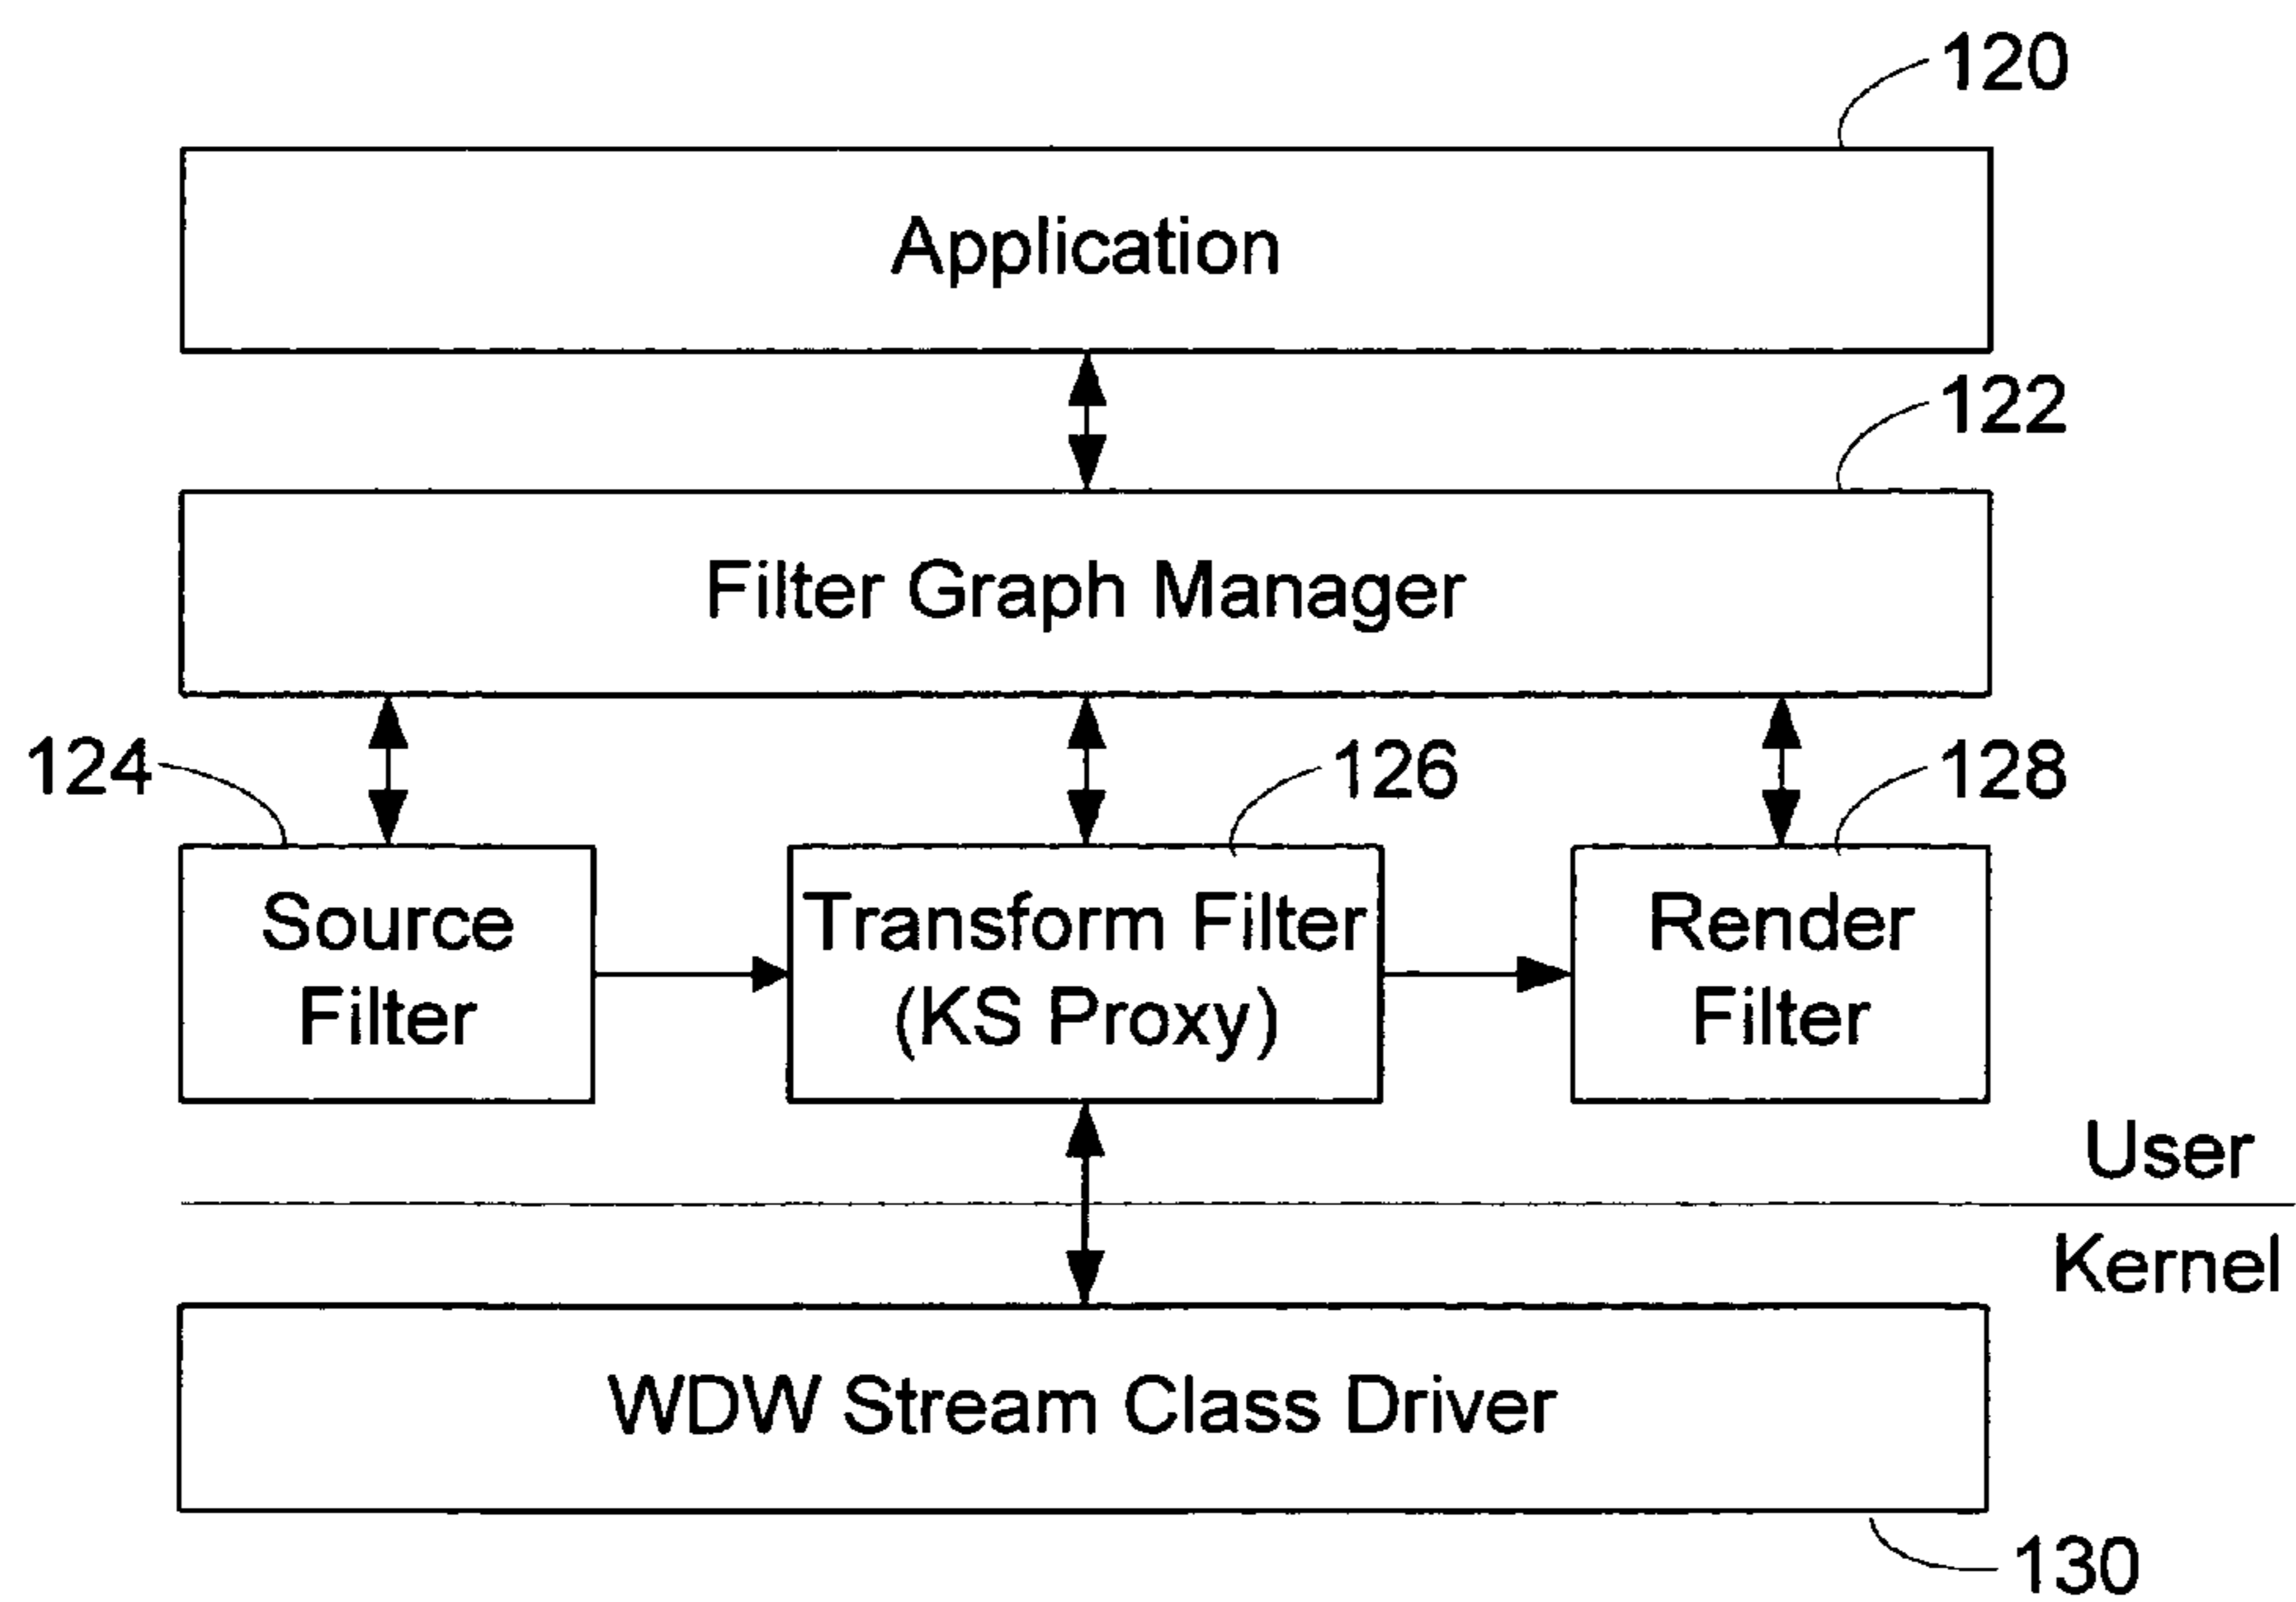 120
Application
122
Filter Graph Manager
124
126
128
Source
Filter
Transform Filter
(KS Proxy)
Render
Filter
User
Kernel
WDW Stream Class Driver
130